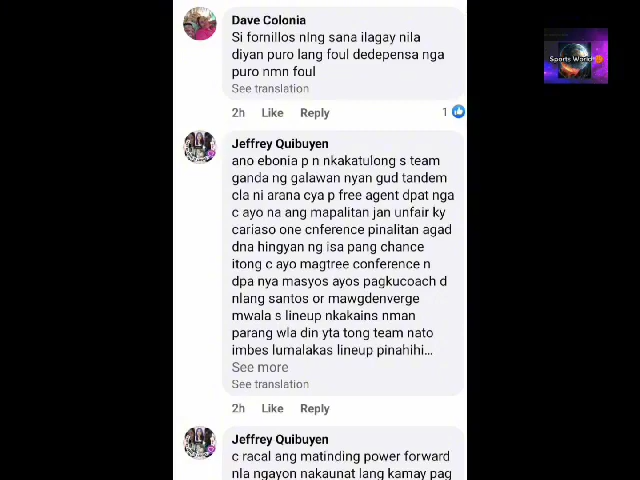 Dave Colonia
Si fornillos nlng sana ilagay nila
diyan puro lang foul dedepensa nga
puro nmn foul
See translation
2h Like Reply 1
Sports World
Jeffrey Quibuyen
ano ebonia p n nkakatulong s team
ganda ng galawan nyan gud tandem
cla ni arana cya p free agent dpat nga
c ayo na ang mapalitan jan unfair ky
cariaso one cnference pinalitan agad
dna hingyan ng isa pang chance
itong c ayo magtree conference n
dpa nya masyos ayos pagkucoach d
nlang santos or mawgdenverge
mwala s lineup nkakains nman
parang wla din yta tong team nato
imbes lumalakas lineup pinahihi...
See more
See translation
2h Like Reply
Jeffrey Quibuyen
c racal ang matinding power forward
nla ngayon nakaunat lang kamay pag